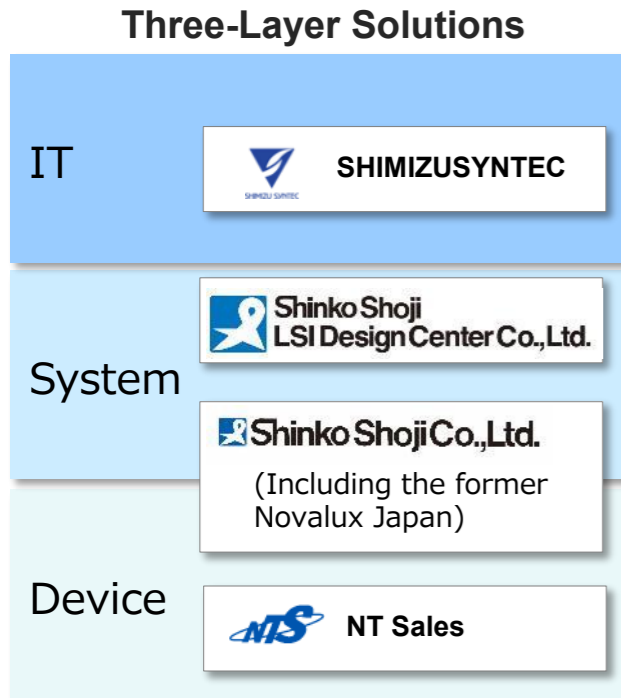 Three-Layer Solutions
IT
SHIMIZU SYNTEC
SHIMIZUSYNTEC
Shinko Shoji
LSI Design Center Co.,Ltd.
System
Shinko Shoji Co.,Ltd.
(Including the former
Novalux Japan)
Device
NTS
NT Sales